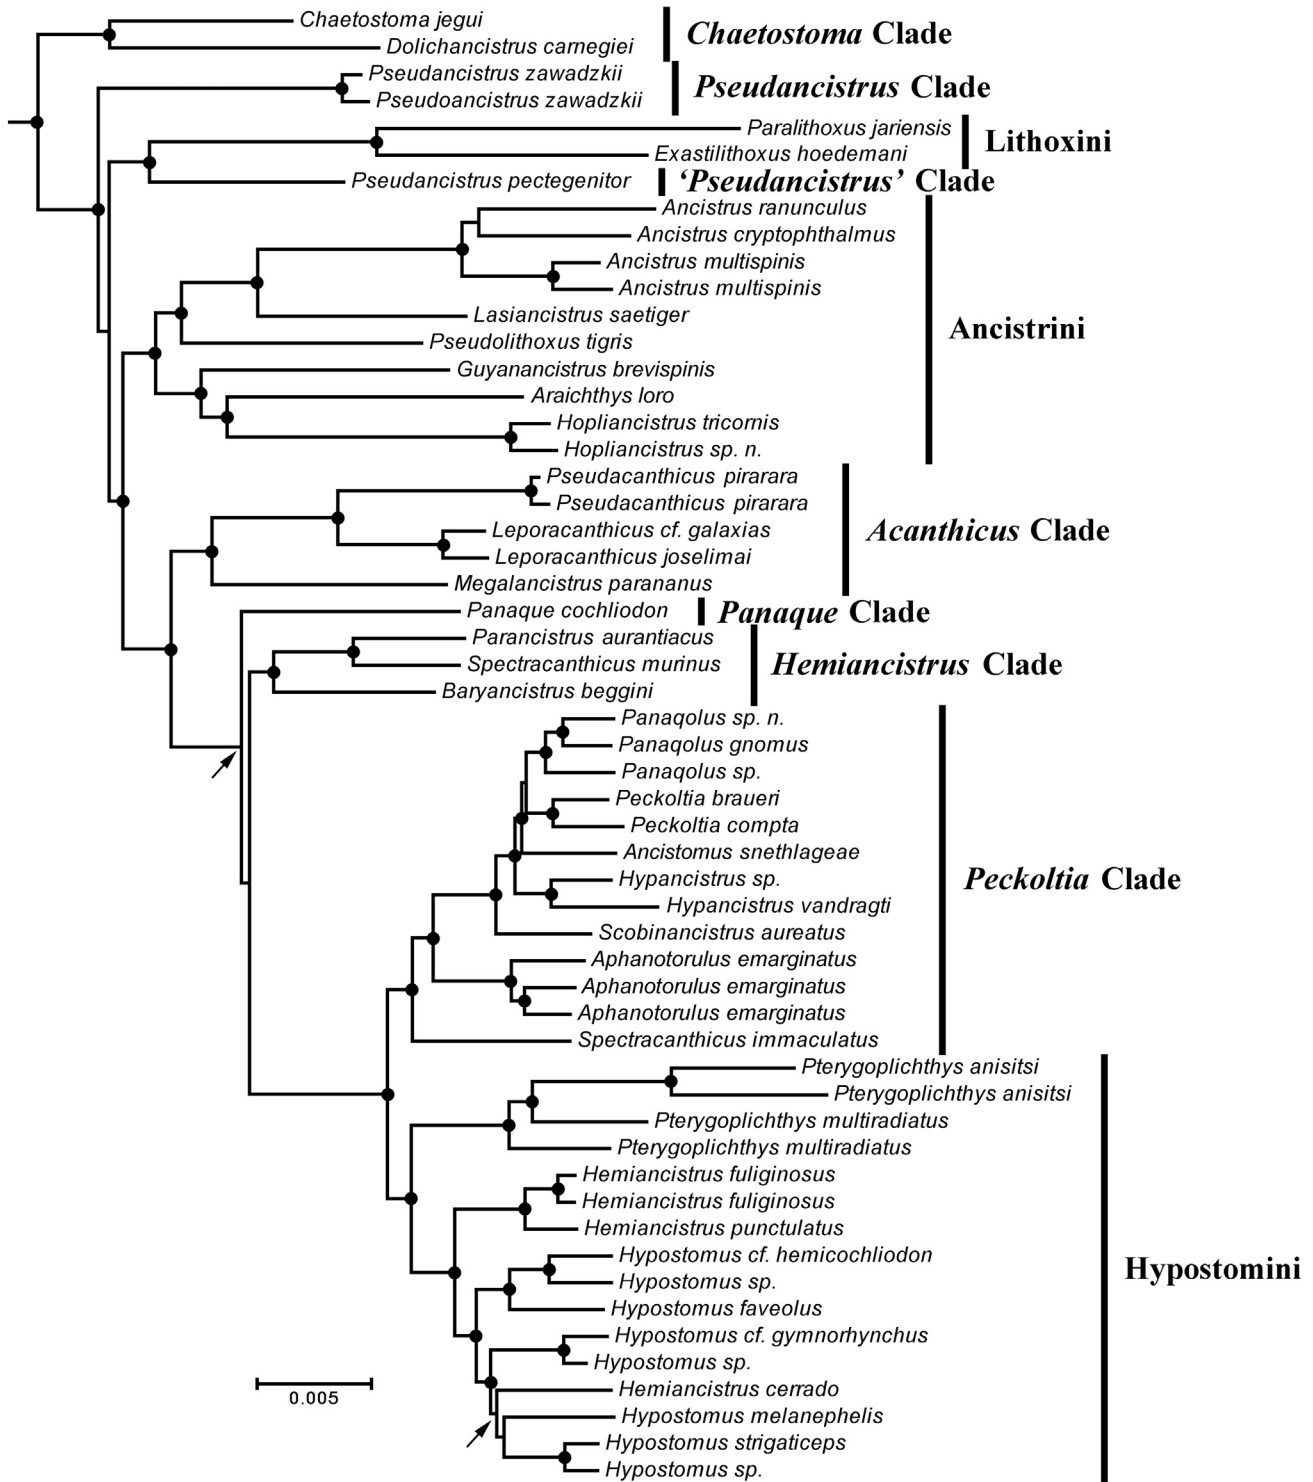 Chaetostoma jegui
Dolichancistrus carnegiei
Chaetostoma Clade
Pseudancistrus zawadzkii
Pseudoancistrus zawadzkii
Pseudancistrus Clade
Paralithoxus jariensis
Exastilithoxus hoedemani
Lithoxini
Pseudancistrus pectegenitor
‘Pseudancistrus’ Clade
Ancistrus ranunculus
Ancistrus cryptophthalmus
Ancistrus multispinis
Ancistrus multispinis
Lasiancistrus saetiger
Pseudolithoxus tigris
Guyanancistrus brevispinis
Araichthys loro
Hopliancistrus tricornis
Hopliancistrus sp. n.
Ancistrini
Pseudacanthicus pirarara
Pseudacanthicus pirarara
Leporacanthicus cf. galaxias
Leporacanthicus joselimai
Megalancistrus parananus
Acanthicus Clade
Panaque cochliodon
Panaque Clade
Parancistrus aurantiacus
Spectracanthicus murinus
Baryancistrus beggini
Hemiancistrus Clade
Panaqolus sp. n.
Panaqolus gnomus
Panaqolus sp.
Peckoltia braueri
Peckoltia compta
Ancistomus snethlageae
Hypancistrus sp.
Hypancistrus vandragti
Scobinancistrus aureatus
Aphanotorulus emarginatus
Aphanotorulus emarginatus
Aphanotorulus emarginatus
Spectracanthicus immaculatus
Peckoltia Clade
Pterygoplichthys anisitsi
Pterygoplichthys anisitsi
Pterygoplichthys multiradiatus
Pterygoplichthys multiradiatus
Hemiancistrus fuliginosus
Hemiancistrus fuliginosus
Hemiancistrus punctulatus
Hypostomus cf. hemicochliodon
Hypostomus sp.
Hypostomus faveolus
Hypostomus cf. gymnorhynchus
Hypostomus sp.
Hemiancistrus cerrado
Hypostomus melanephelis
Hypostomus strigaticeps
Hypostomus sp.
Hypostomini
0.005